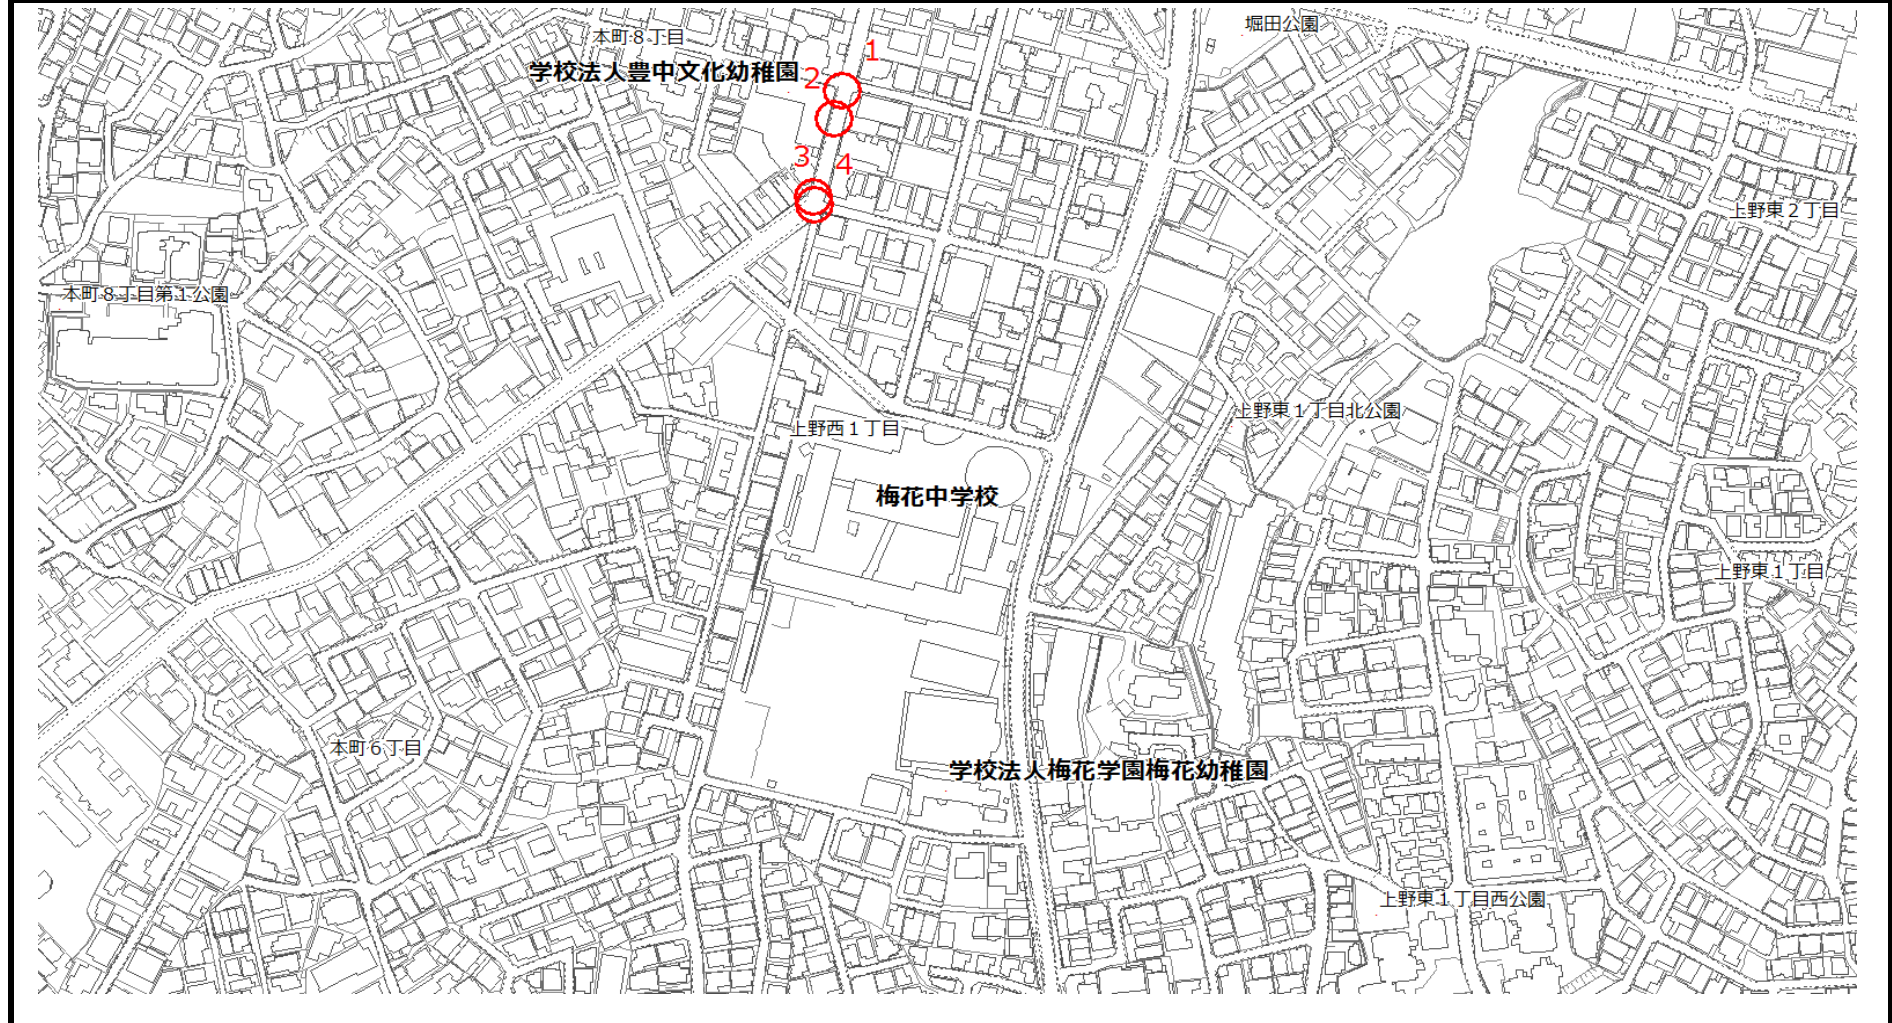 堀田公園
本町８丁目
1
学校法人豊中文化幼稚園
2
3
4
上野東２丁目
本町８丁目第１公園
上野東１丁目北公園
上野西１丁目
梅花中学校
上野東１丁目
本町６丁目
学校法人梅花学園梅花幼稚園
上野東１丁目西公園